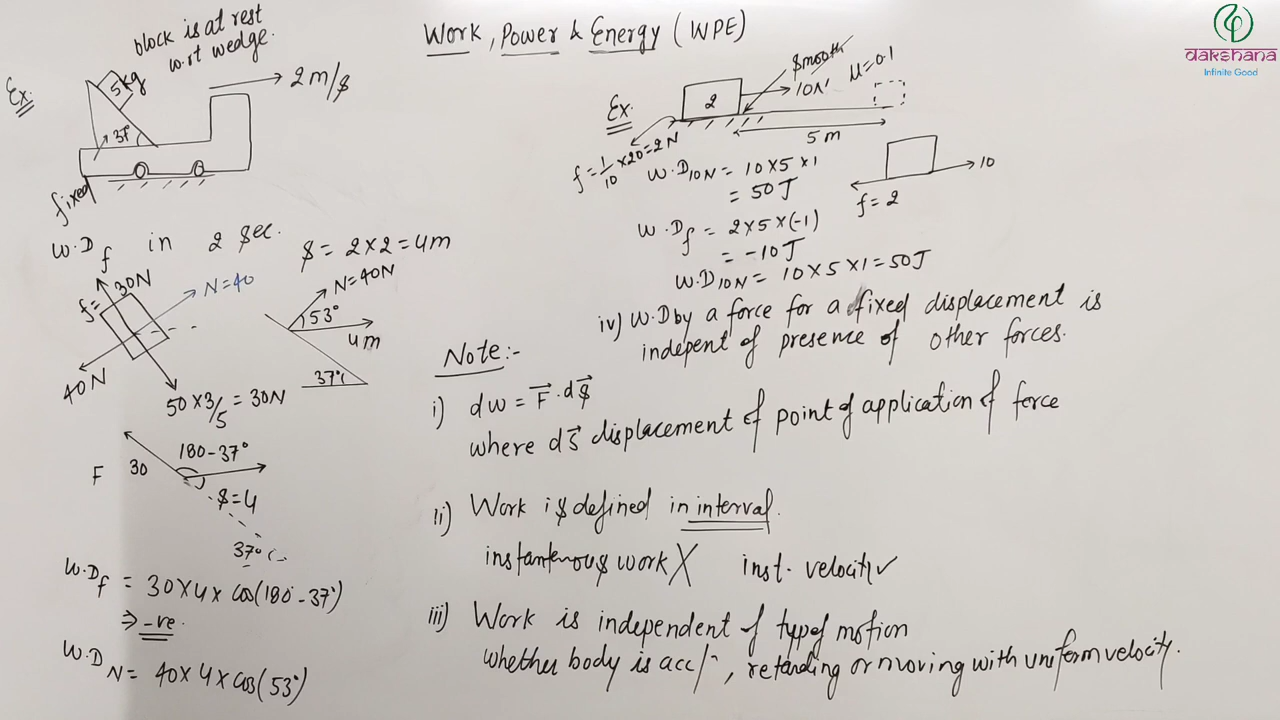 Work, Power & Energy (WPE)
dakshana
Infinite Good
Ex.
block is at rest
w.r.t wedge.
5kg
2 m/s
37°
fixed
W.D f in 2 sec.
s = 2 × 2 = 4m
f = 30N
N = 40
40N
50 × 3/5 = 30N
N = 40N
53°
4m
37°
F 30 180 - 37°
s = 4
37°
W.D f = 30 × 4 × cos(180° - 37°)
⇒ -ve.
W.D N = 40 × 4 × cos(53°)
Ex.
2
smooth
10N
μ = 0.1
5 m
f = 1/10 × 20 = 2N
W.D 10N = 10 × 5 × 1
= 50 J
10
f = 2
W.D f = 2 × 5 × (-1)
= -10 J
W.D 10N = 10 × 5 × 1 = 50J
iv) W.D by a force for a fixed displacement is
indepent of presence of other forces.
Note:-
i) dw = F⃗ . ds⃗
where ds⃗ displacement of point of application of force
ii) Work is defined in interval.
instantenous work X inst. velocity ✓
iii) Work is independent of type of motion
whether body is acc/n, retarding or moving with uniform velocity.